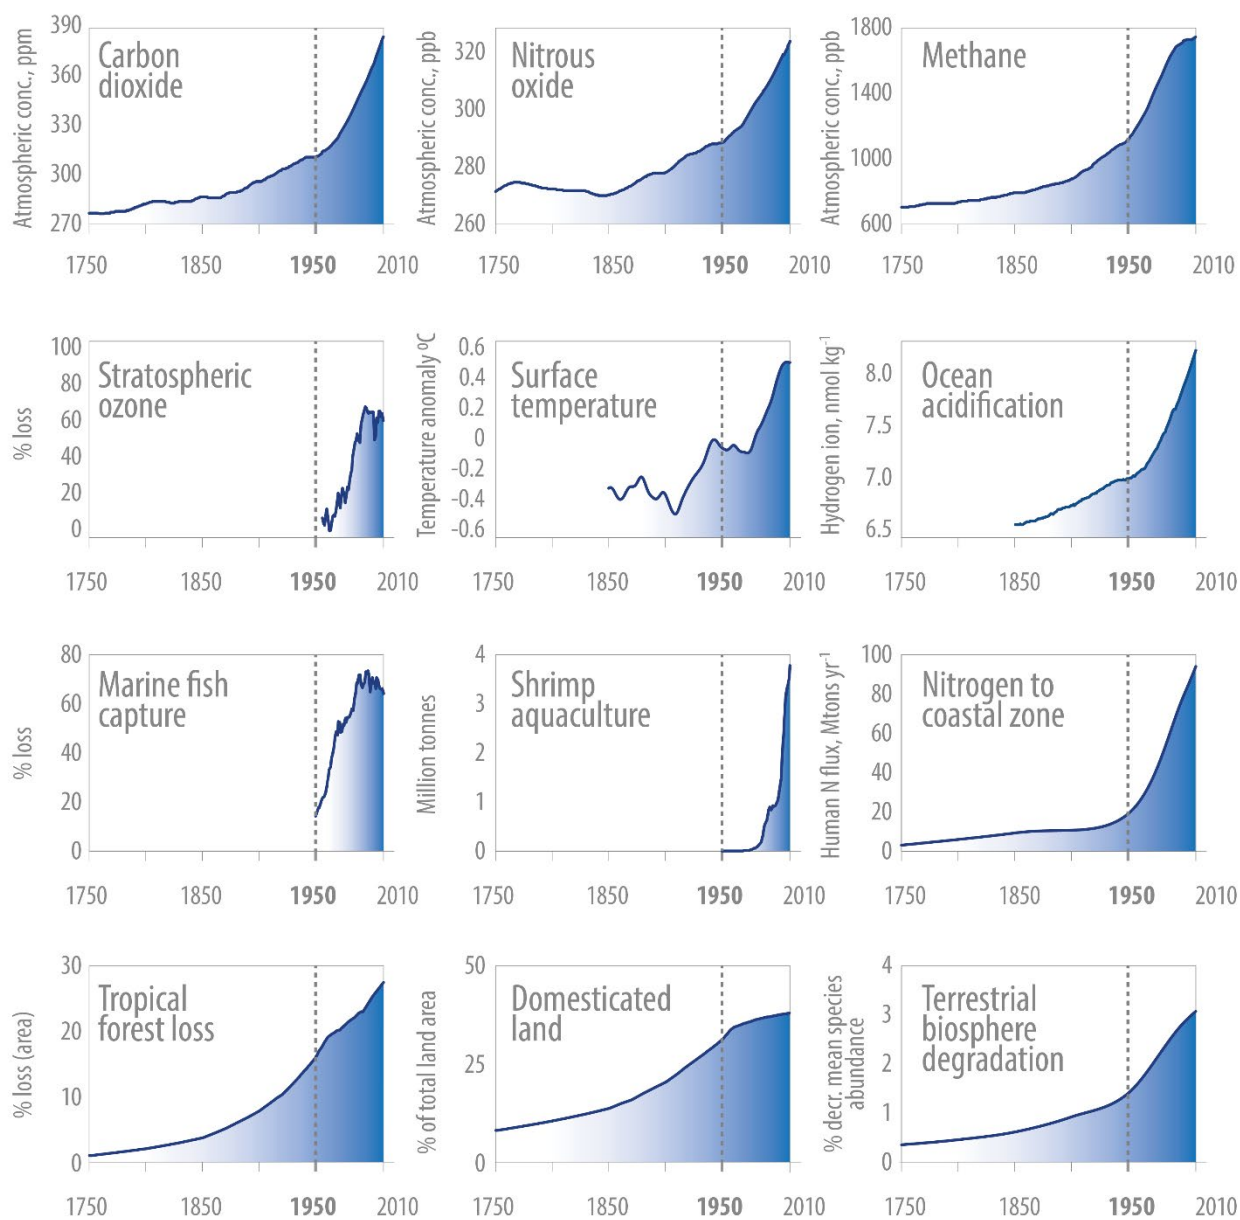 Atmospheric conc., ppm
390
360
330
300
270
Carbon
dioxide
1750
1850
1950
2010
Atmospheric conc., ppb
320
300
280
260
Nitrous
oxide
1750
1850
1950
2010
Atmospheric conc., ppb
1800
1400
1000
600
Methane
1750
1850
1950
2010
% loss
100
80
60
40
20
0
Stratospheric
ozone
1750
1850
1950
2010
Temperature anomaly ºC
0.6
0.4
0.2
0
-0.2
-0.4
-0.6
Surface
temperature
1750
1850
1950
2010
Hydrogen ion, nmol kg⁻¹
8.0
7.5
7.0
6.5
Ocean
acidification
1750
1850
1950
2010
% loss
80
60
40
20
0
Marine fish
capture
1750
1850
1950
2010
Million tonnes
4
3
2
1
0
Shrimp
aquaculture
1750
1850
1950
2010
Human N flux, Mtons yr⁻¹
100
80
60
40
20
0
Nitrogen to
coastal zone
1750
1850
1950
2010
% loss (area)
30
20
10
0
Tropical
forest loss
1750
1850
1950
2010
% of total land area
50
25
0
Domesticated
land
1750
1850
1950
2010
% decr. mean species
abundance
4
3
2
1
0
Terrestrial
biosphere
degradation
1750
1850
1950
2010